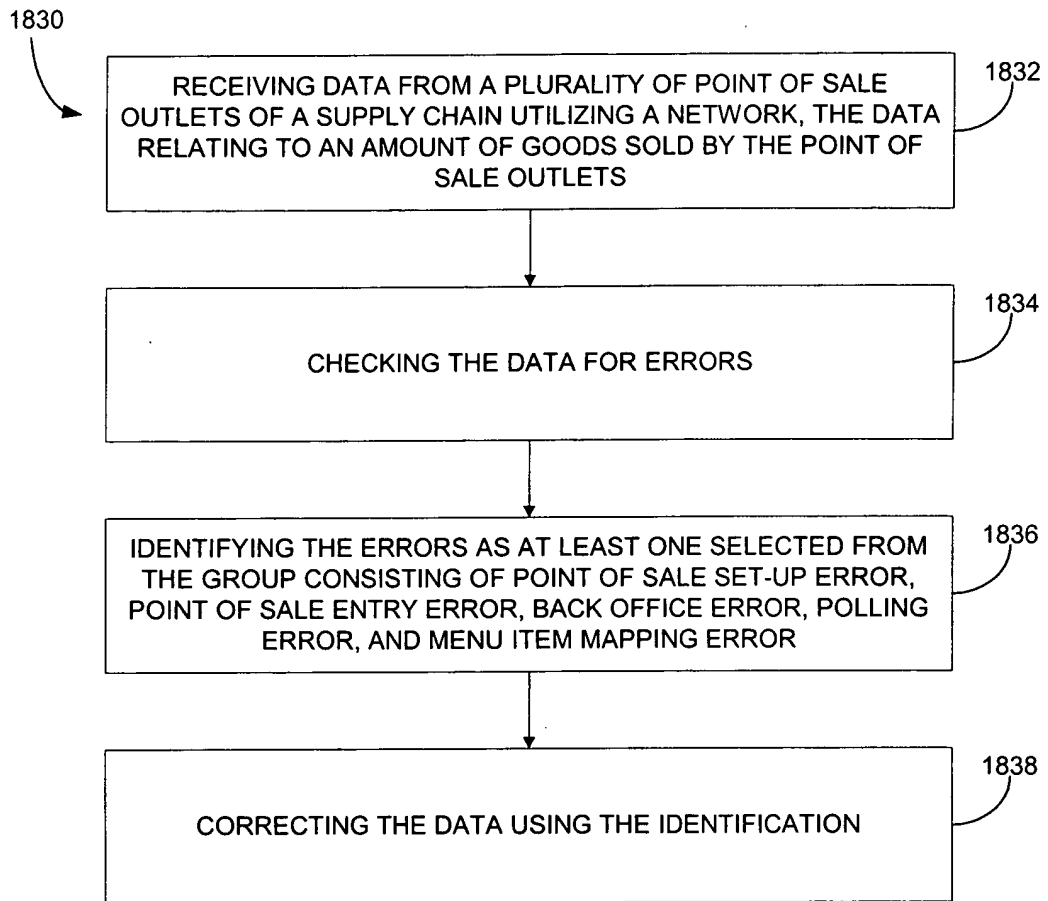 1830
RECEIVING DATA FROM A PLURALITY OF POINT OF SALE
OUTLETS OF A SUPPLY CHAIN UTILIZING A NETWORK, THE DATA
RELATING TO AN AMOUNT OF GOODS SOLD BY THE POINT OF
SALE OUTLETS
1832
CHECKING THE DATA FOR ERRORS
1834
IDENTIFYING THE ERRORS AS AT LEAST ONE SELECTED FROM
THE GROUP CONSISTING OF POINT OF SALE SET-UP ERROR,
POINT OF SALE ENTRY ERROR, BACK OFFICE ERROR, POLLING
ERROR, AND MENU ITEM MAPPING ERROR
1836
CORRECTING THE DATA USING THE IDENTIFICATION
1838